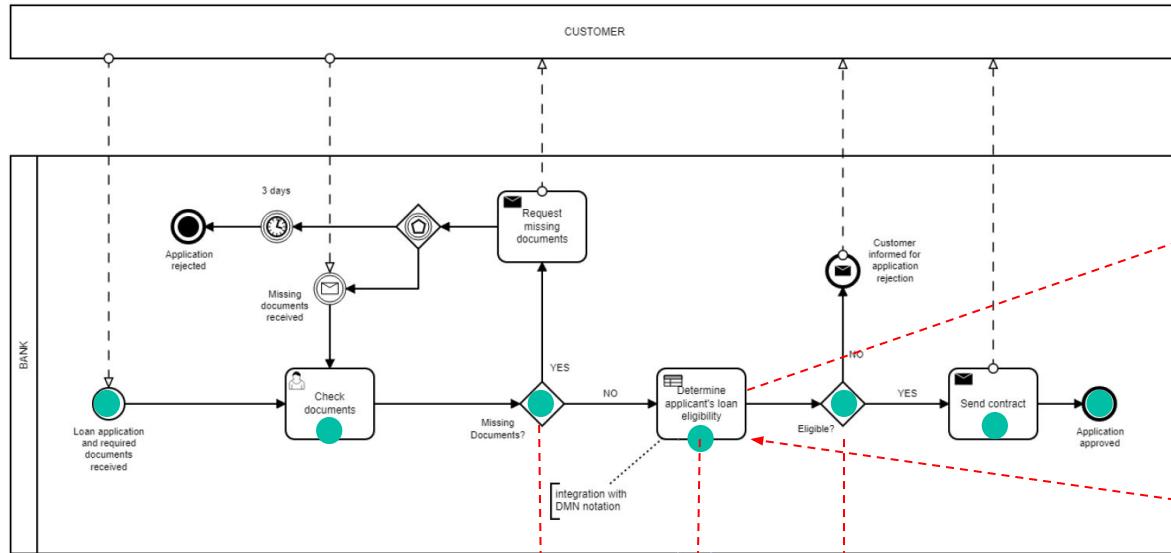 CUSTOMER
BANK
3 days
Application
rejected
Request
missing
documents
Missing
documents
received
Customer
informed for
application
rejection
YES
NO
Loan application
and required
documents
received
Check
documents
Missing
Documents?
NO
Determine
applicant's loan
eligibility
Eligible?
YES
Send contract
Application
approved
integration with
DMN notation